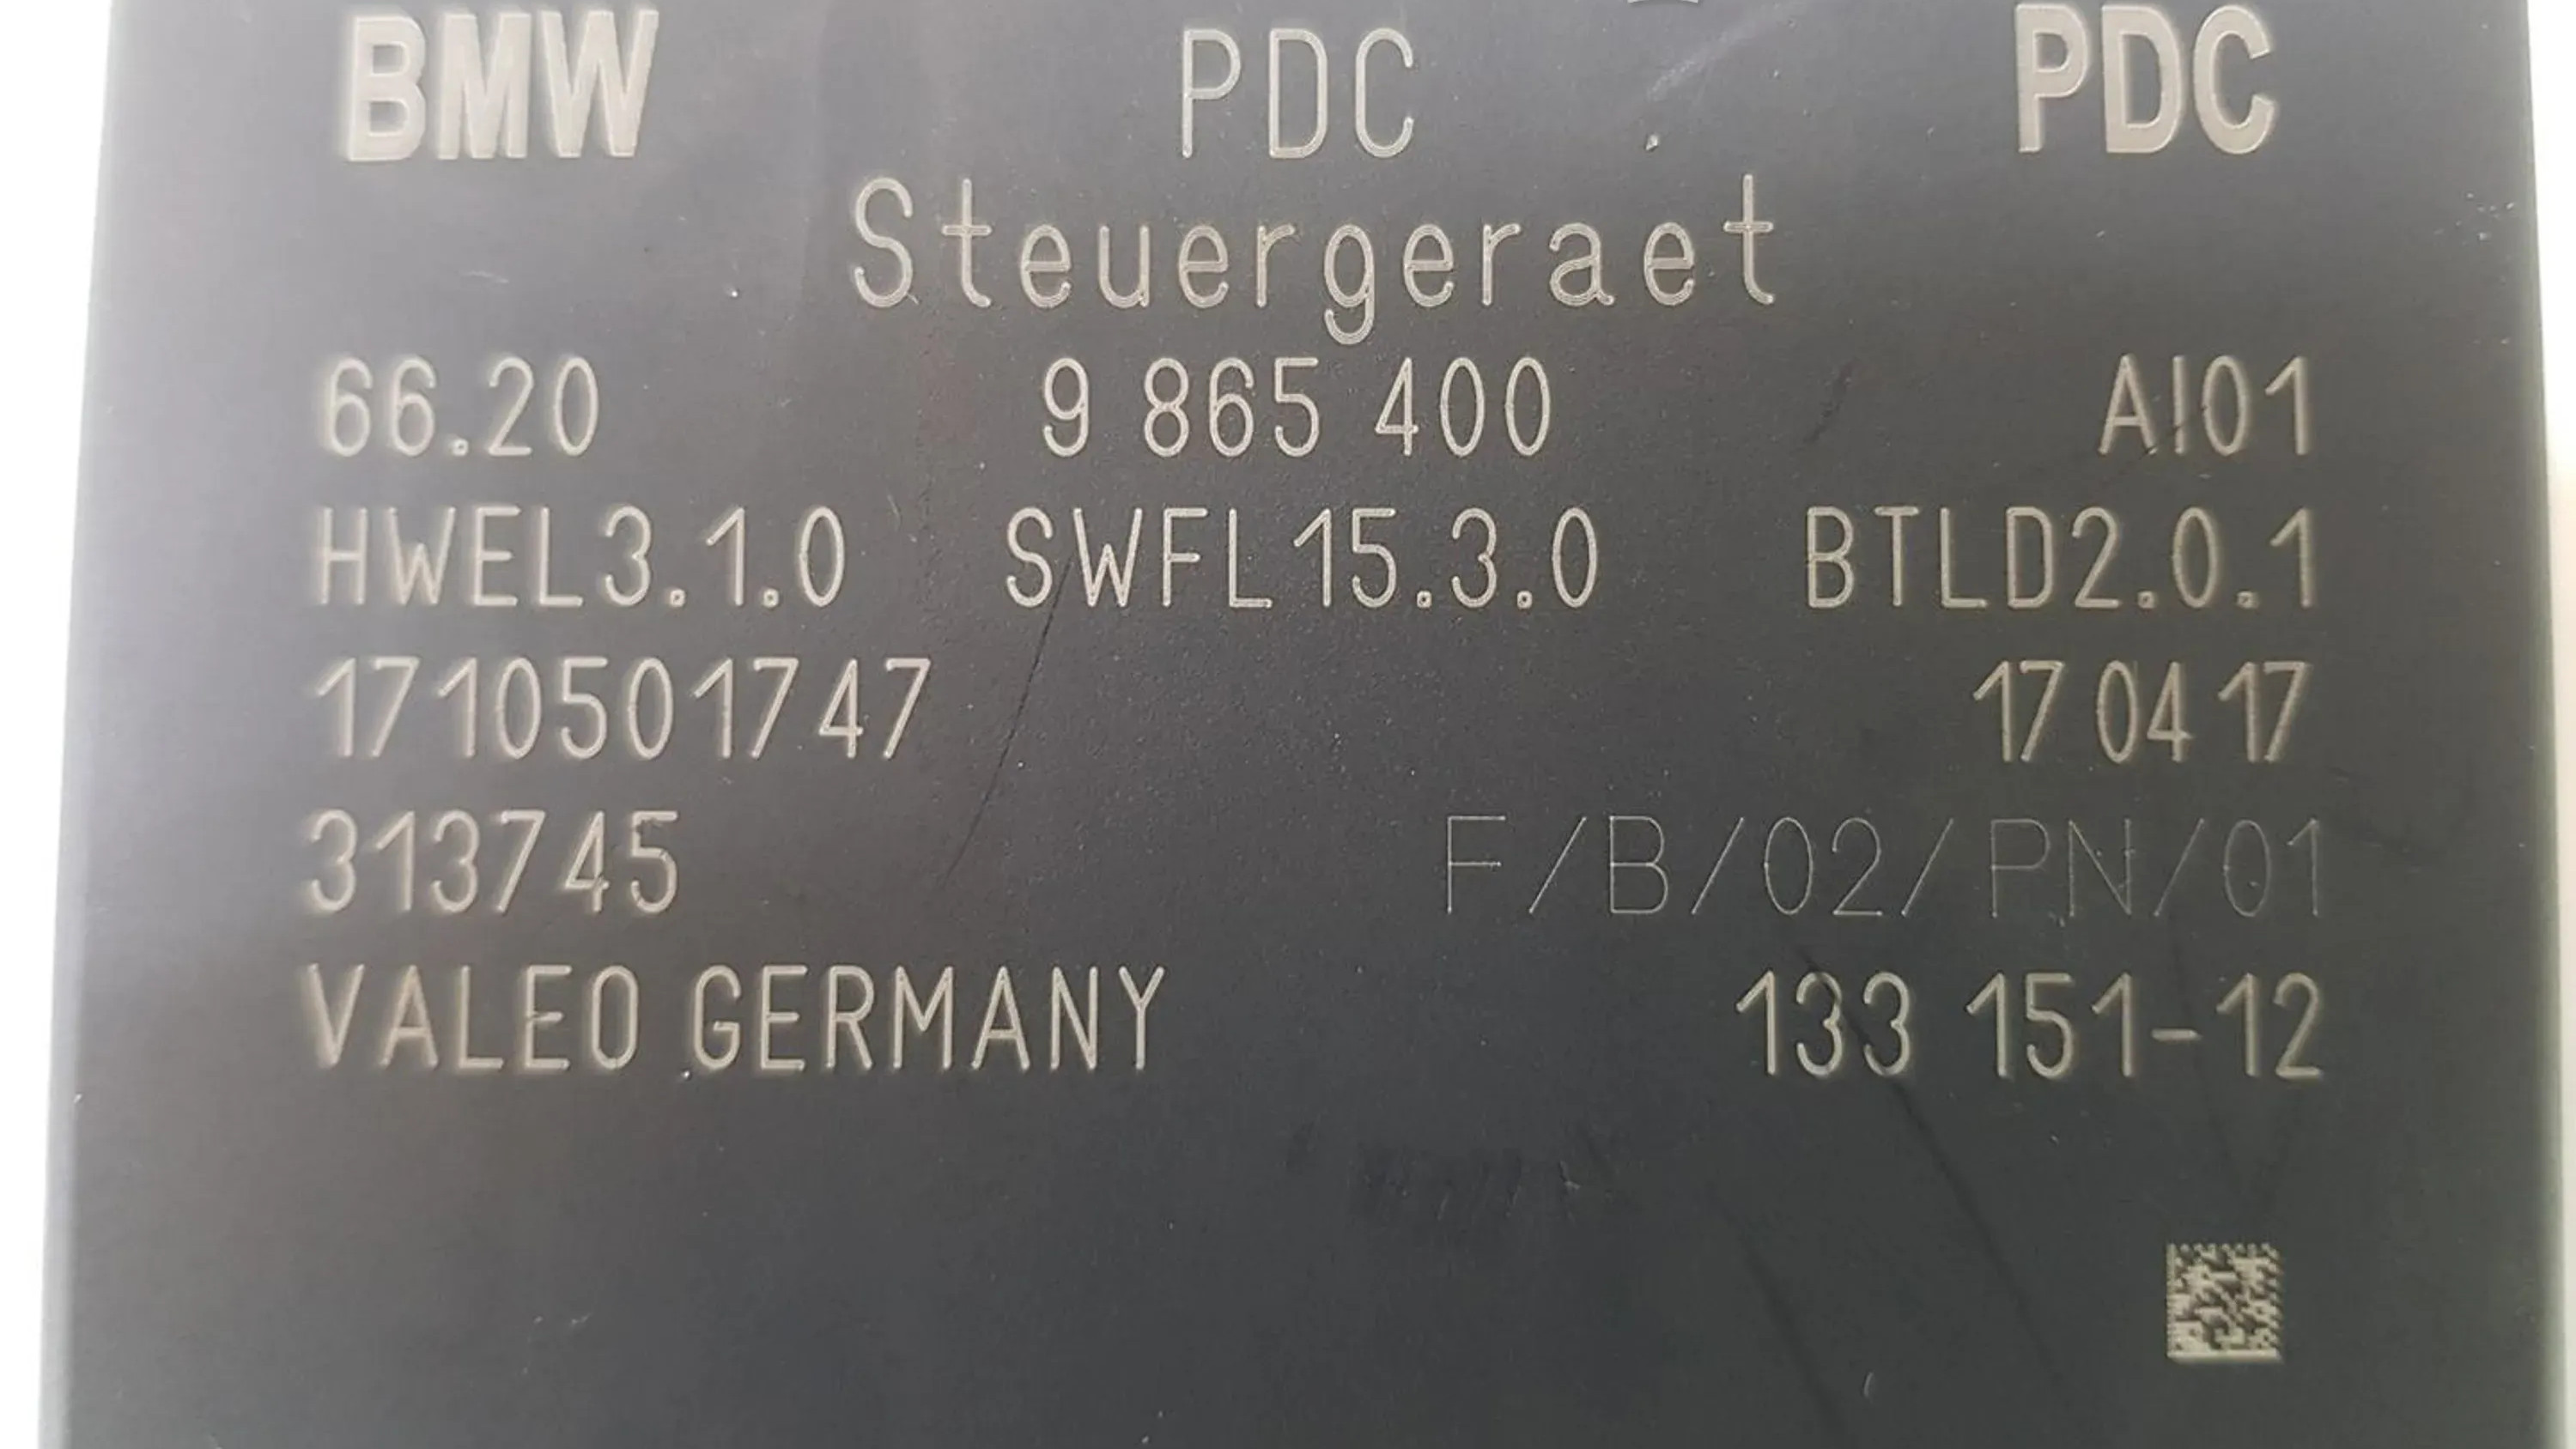 BMW PDC PDC
Steuergeraet
66.20 9 865 400 AI01
HWEL3.1.0 SWFL15.3.0 BTLD2.0.1
1710501747 17 04 17
313745 F/B/02/PN/01
VALEO GERMANY 133 151-12